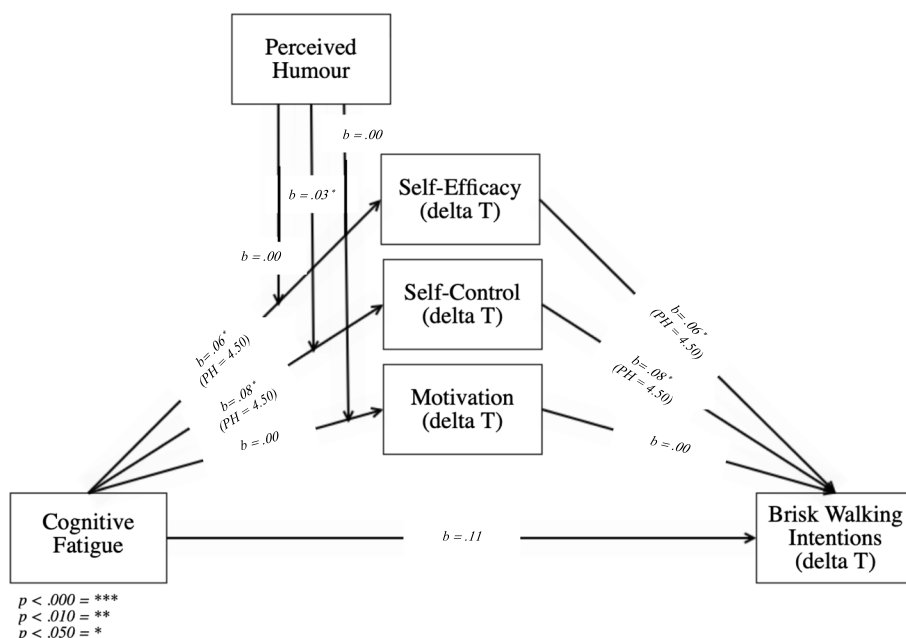 Perceived
Humour
b = .00
b = .03*
Self-Efficacy
(delta T)
b = .00
Self-Control
(delta T)
b= .06*
(PH = 4.50)
b= .06*
(PH = 4.50)
b= .08*
(PH = 4.50)
b= .08*
(PH = 4.50)
Motivation
(delta T)
b = .00
b = .00
Cognitive
Fatigue
b = .11
Brisk Walking
Intentions
(delta T)
p < .000 = ***
p < .010 = **
p < .050 = *